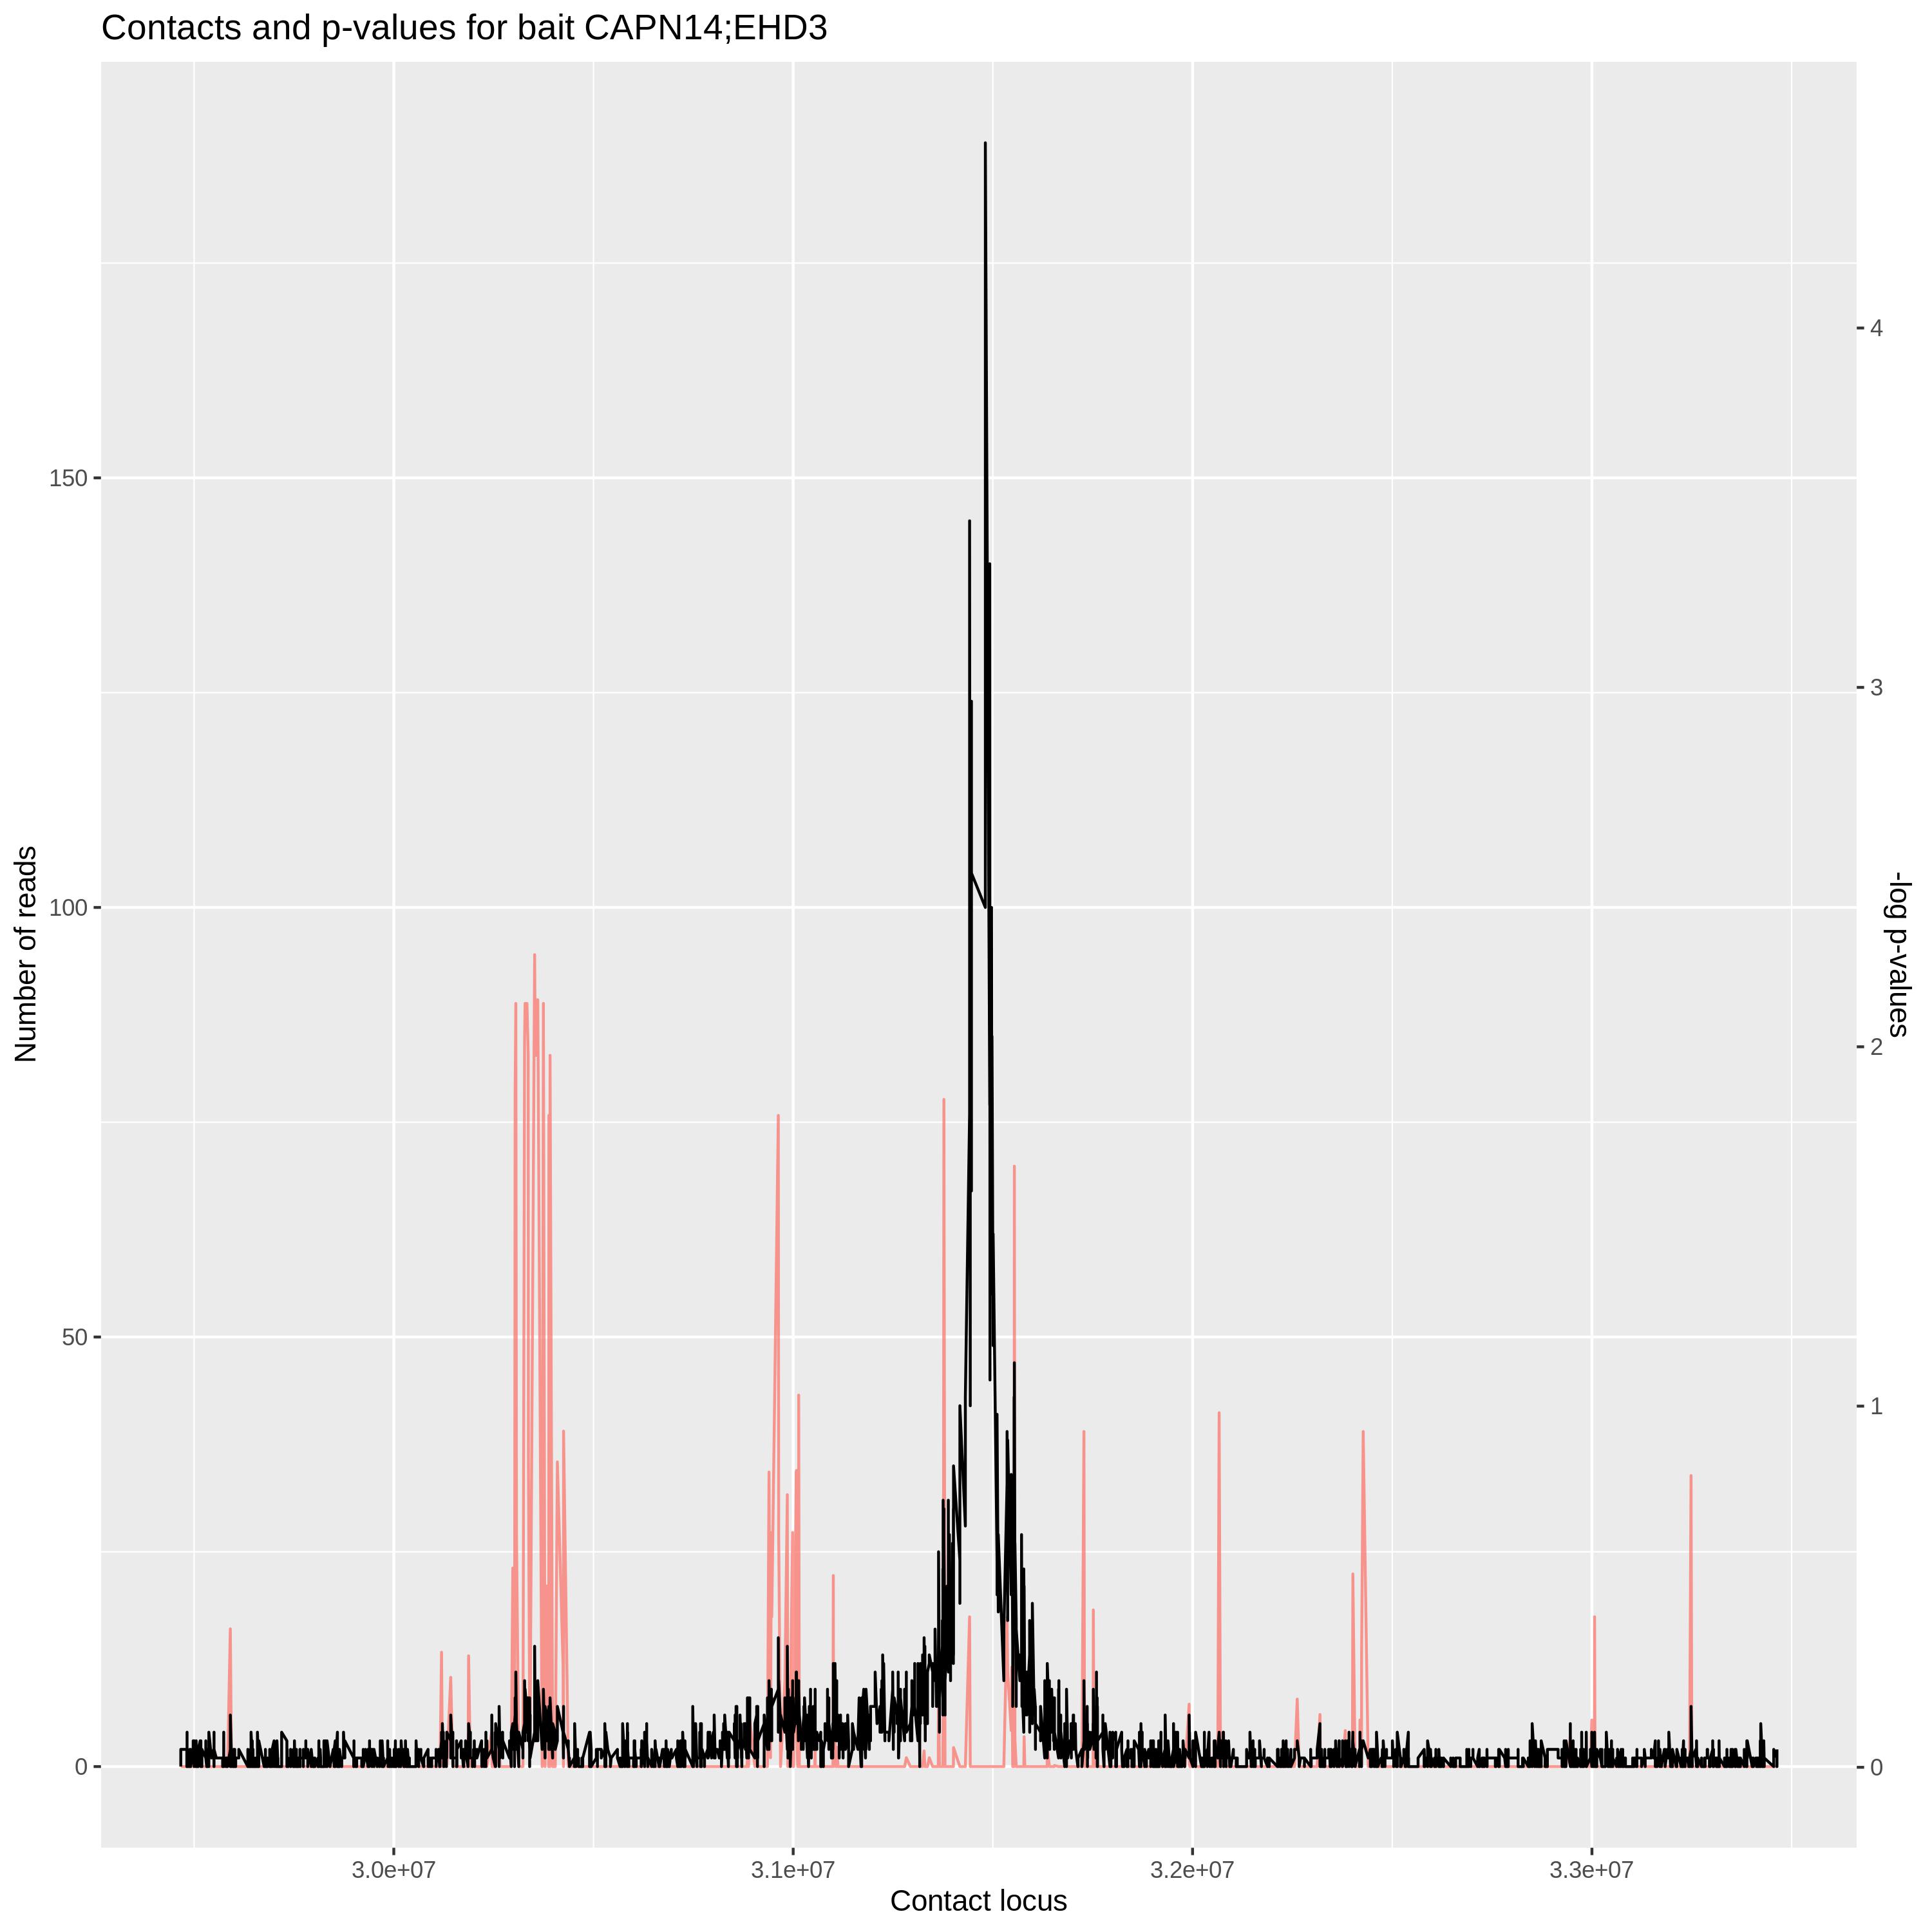 Contacts and p-values for bait CAPN14;EHD3
Number of reads
150
100
50
0
4
3
2
1
0
-log p-values
3.0e+07
3.1e+07
3.2e+07
3.3e+07
Contact locus